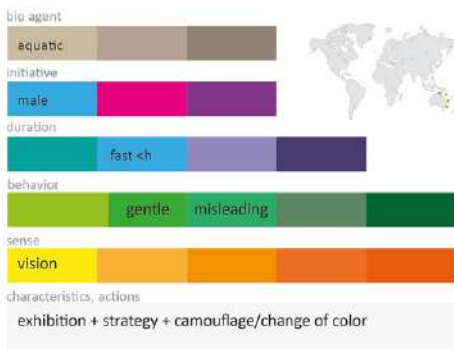 bio agent
aquatic
initiative
male
duration
fast <h
behavior
gentle misleading
sense
vision
characteristics, actions
exhibition + strategy + camouflage/change of color